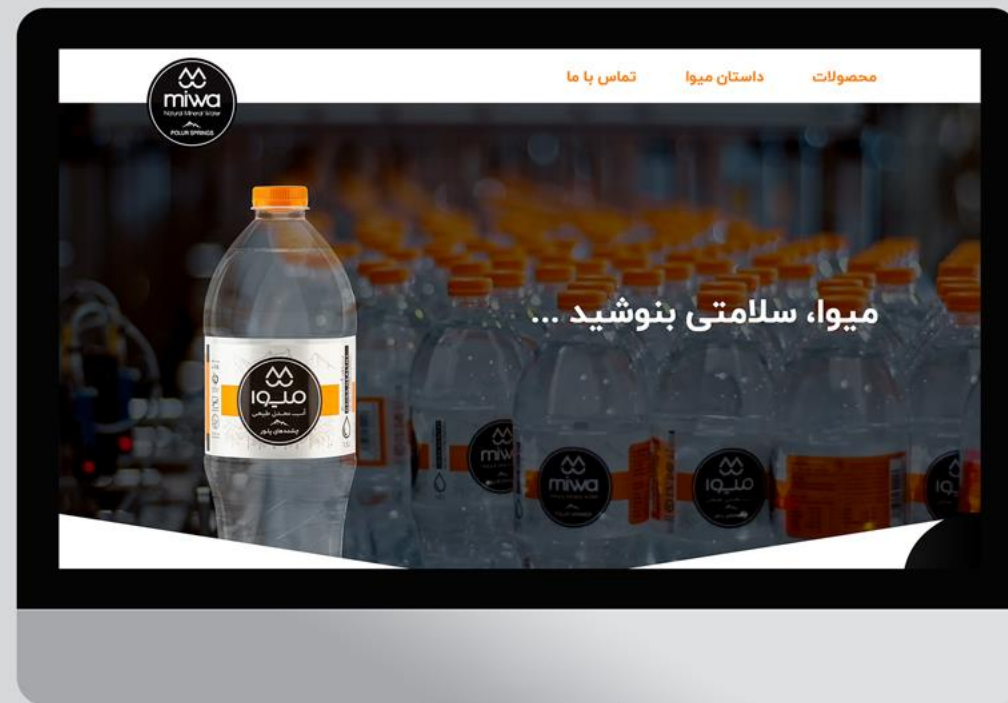 محصولات
داستان میوا
تماس با ما
miwa
Natural Mineral Water
POLUR SPRINGS
میوا، سلامتی بنوشید ...
میوا
آب معدنی طبیعی
چشمه‌های پلور
miwa
miwa
میوا